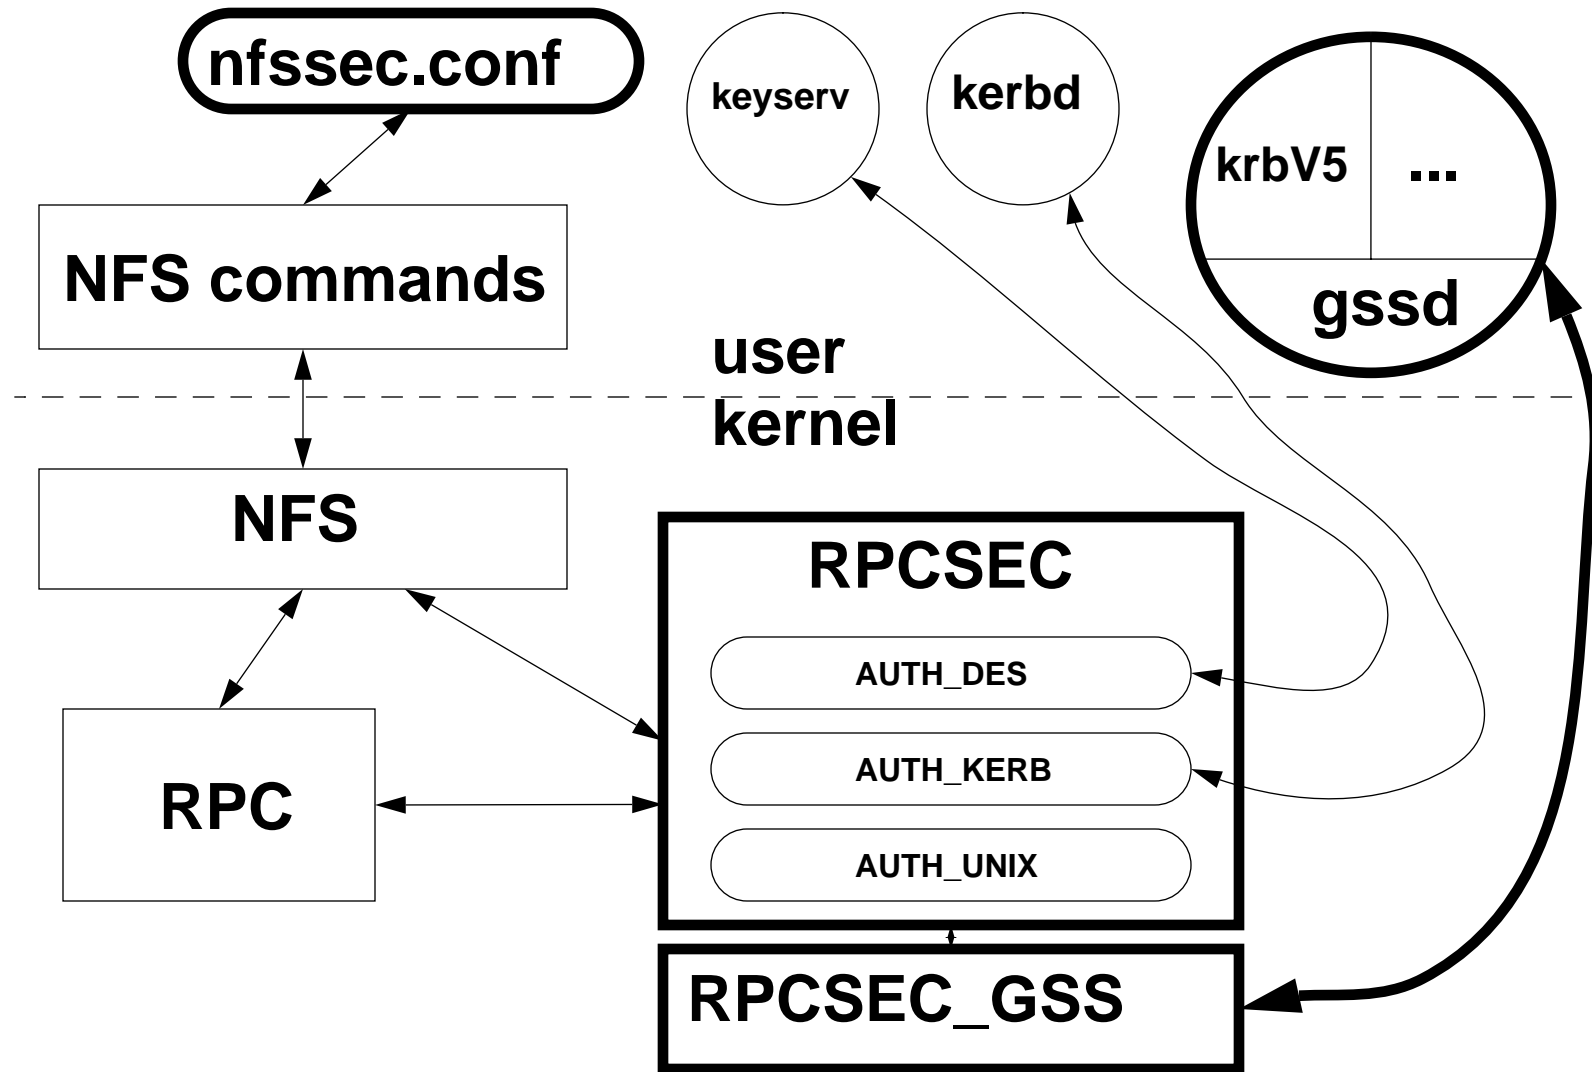 nfssec.conf
keyserv
kerbd
krbV5
...
gssd
NFS commands
user
kernel
NFS
RPCSEC
AUTH_DES
AUTH_KERB
AUTH_UNIX
RPC
RPCSEC_GSS